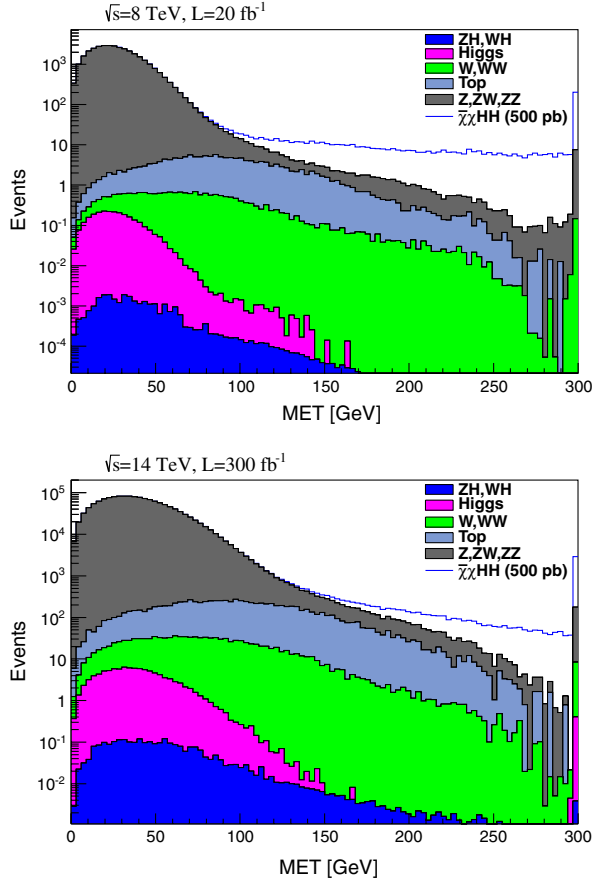 √s=8 TeV, L=20 fb⁻¹
ZH,WH
Higgs
W,WW
Top
Z,ZW,ZZ
χ̄χHH (500 pb)
Events
10³
10²
10
1
10⁻¹
10⁻²
10⁻³
10⁻⁴
0 50 100 150 200 250 300
MET [GeV]
√s=14 TeV, L=300 fb⁻¹
ZH,WH
Higgs
W,WW
Top
Z,ZW,ZZ
χ̄χHH (500 pb)
Events
10⁵
10⁴
10³
10²
10
1
10⁻¹
10⁻²
0 50 100 150 200 250 300
MET [GeV]